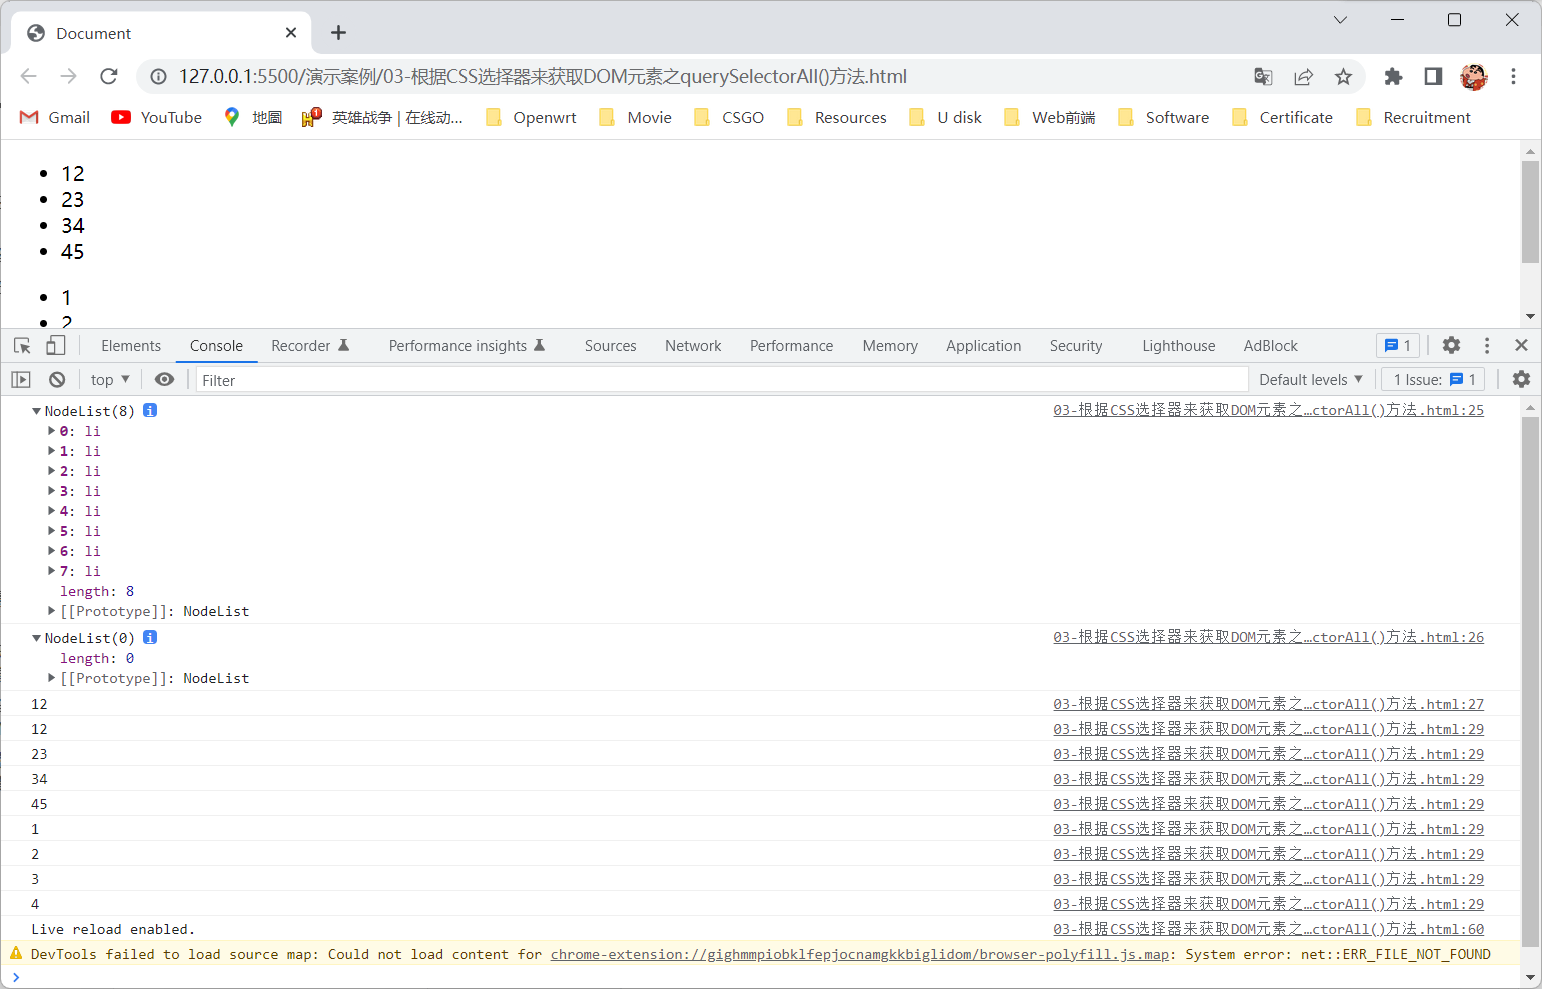 Document
127.0.0.1:5500/演示案例/03-根据CSS选择器来获取DOM元素之querySelectorAll()方法.html
Gmail YouTube 地圖 英雄战争 | 在线动... Openwrt Movie CSGO Resources U disk Web前端 Software Certificate Recruitment
12
23
34
45
1
2
Elements Console Recorder Performance insights Sources Network Performance Memory Application Security Lighthouse AdBlock 1
top Filter Default levels 1 Issue: 1
NodeList(8) 03-根据CSS选择器来获取DOM元素之…ctorAll()方法.html:25
0: li
1: li
2: li
3: li
4: li
5: li
6: li
7: li
length: 8
[[Prototype]]: NodeList
NodeList(0) 03-根据CSS选择器来获取DOM元素之…ctorAll()方法.html:26
length: 0
[[Prototype]]: NodeList
12 03-根据CSS选择器来获取DOM元素之…ctorAll()方法.html:27
12 03-根据CSS选择器来获取DOM元素之…ctorAll()方法.html:29
23 03-根据CSS选择器来获取DOM元素之…ctorAll()方法.html:29
34 03-根据CSS选择器来获取DOM元素之…ctorAll()方法.html:29
45 03-根据CSS选择器来获取DOM元素之…ctorAll()方法.html:29
1 03-根据CSS选择器来获取DOM元素之…ctorAll()方法.html:29
2 03-根据CSS选择器来获取DOM元素之…ctorAll()方法.html:29
3 03-根据CSS选择器来获取DOM元素之…ctorAll()方法.html:29
4 03-根据CSS选择器来获取DOM元素之…ctorAll()方法.html:29
Live reload enabled. 03-根据CSS选择器来获取DOM元素之…ctorAll()方法.html:60
DevTools failed to load source map: Could not load content for chrome-extension://gighmmpiobklfepjocnamgkkbiglidom/browser-polyfill.js.map: System error: net::ERR_FILE_NOT_FOUND